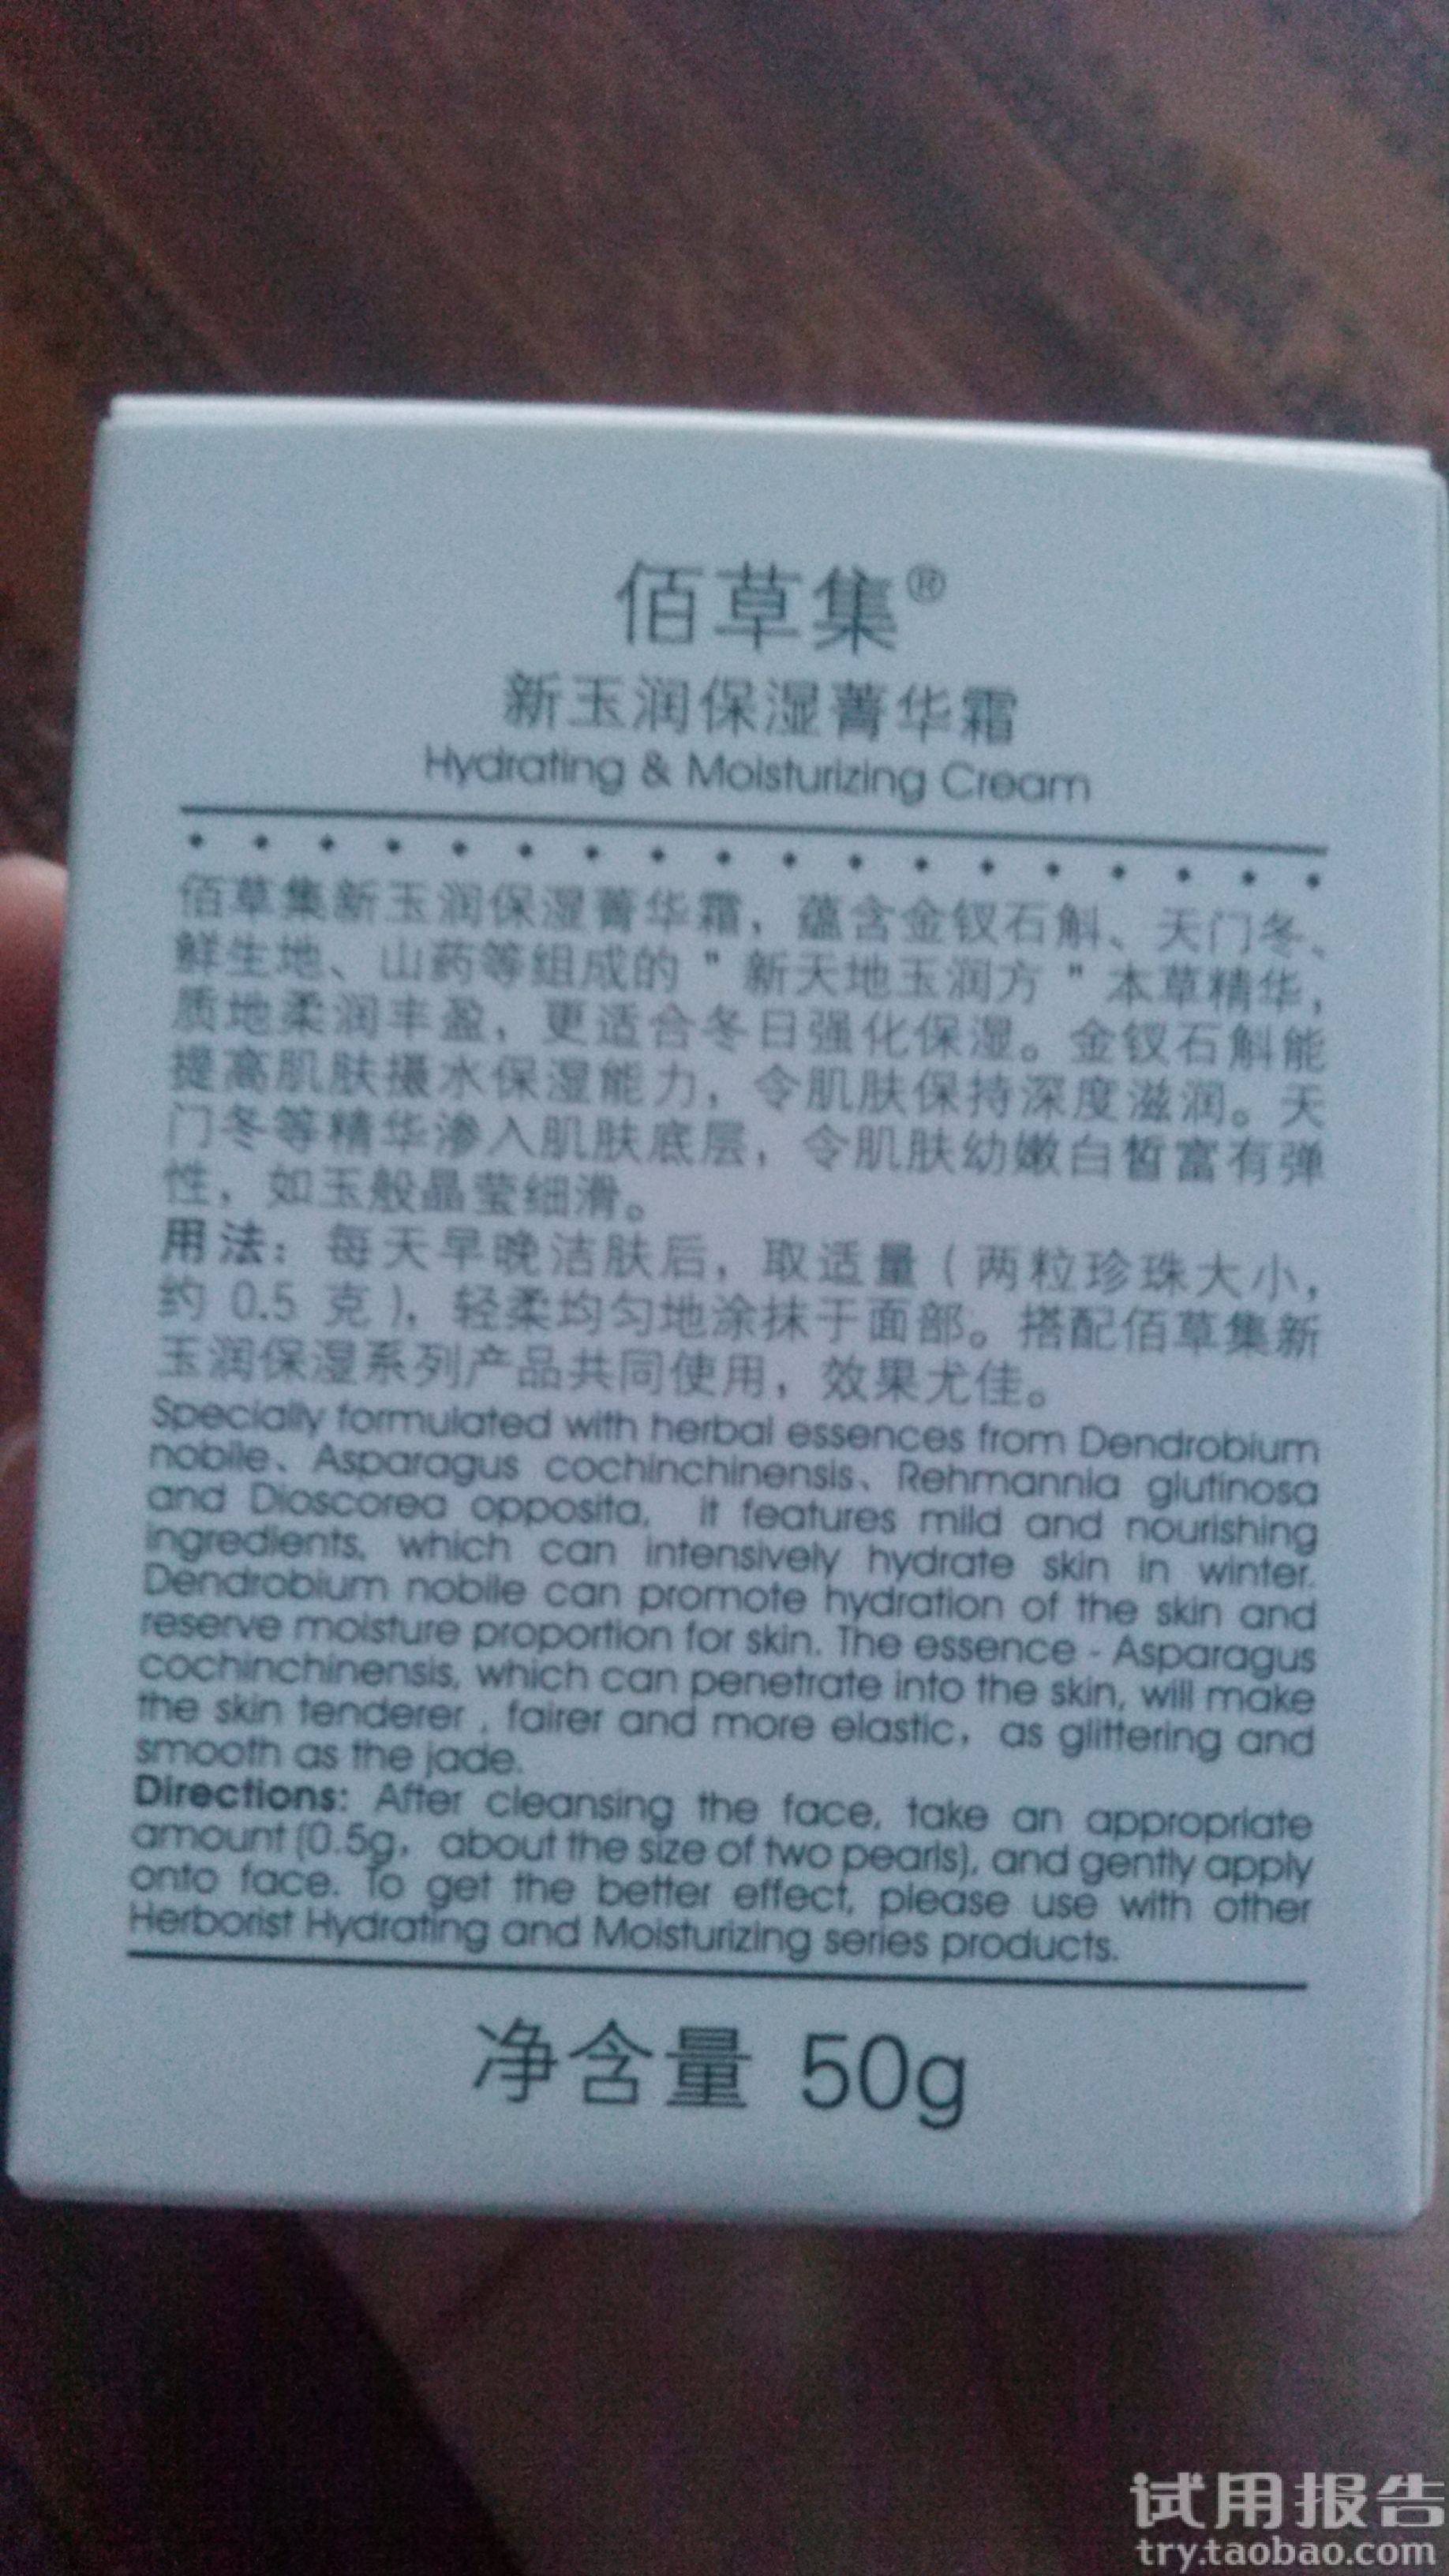 佰草集®
新玉润保湿菁华霜
Hydrating & Moisturizing Cream
佰草集新玉润保湿菁华霜，蕴含金钗石斛、天门冬、
鲜生地、山药等组成的"新天地玉润方"本草精华，
质地柔润丰盈，更适合冬日强化保湿。金钗石斛能
提高肌肤摄水保湿能力，令肌肤保持深度滋润。天
门冬等精华渗入肌肤底层，令肌肤幼嫩白皙富有弹
性，如玉般晶莹细滑。
用法：每天早晚洁肤后，取适量（两粒珍珠大小，
约 0.5 克），轻柔均匀地涂抹于面部。搭配佰草集新
玉润保湿系列产品共同使用，效果尤佳。
Specially formulated with herbal essences from Dendrobium
nobile、Asparagus cochinchinensis、Rehmannia glutinosa
and Dioscorea opposita, it features mild and nourishing
ingredients, which can intensively hydrate skin in winter.
Dendrobium nobile can promote hydration of the skin and
reserve moisture proportion for skin. The essence - Asparagus
cochinchinensis, which can penetrate into the skin, will make
the skin tenderer , fairer and more elastic, as glittering and
smooth as the jade.
Directions: After cleansing the face, take an appropriate
amount (0.5g, about the size of two pearls), and gently apply
onto face. To get the better effect, please use with other
Herborist Hydrating and Moisturizing series products.
净含量 50g
试用报告
try.taobao.com